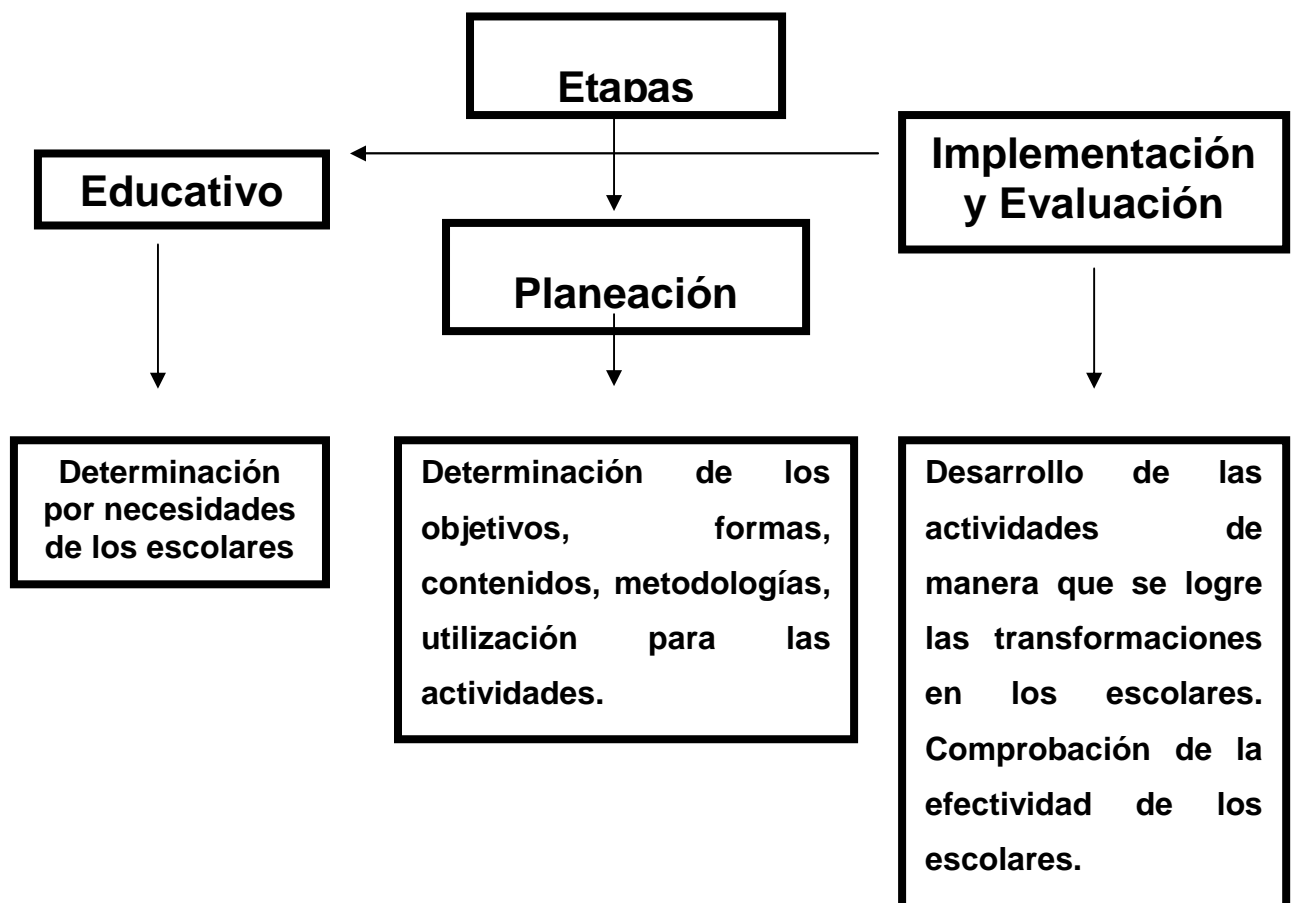 Etapas
Educativo
Implementación
y Evaluación
Planeación
Determinación
por necesidades
de los escolares
Determinación de los
objetivos, formas,
contenidos, metodologías,
utilización para las
actividades.
Desarrollo de las
actividades de
manera que se logre
las transformaciones
en los escolares.
Comprobación de la
efectividad de los
escolares.